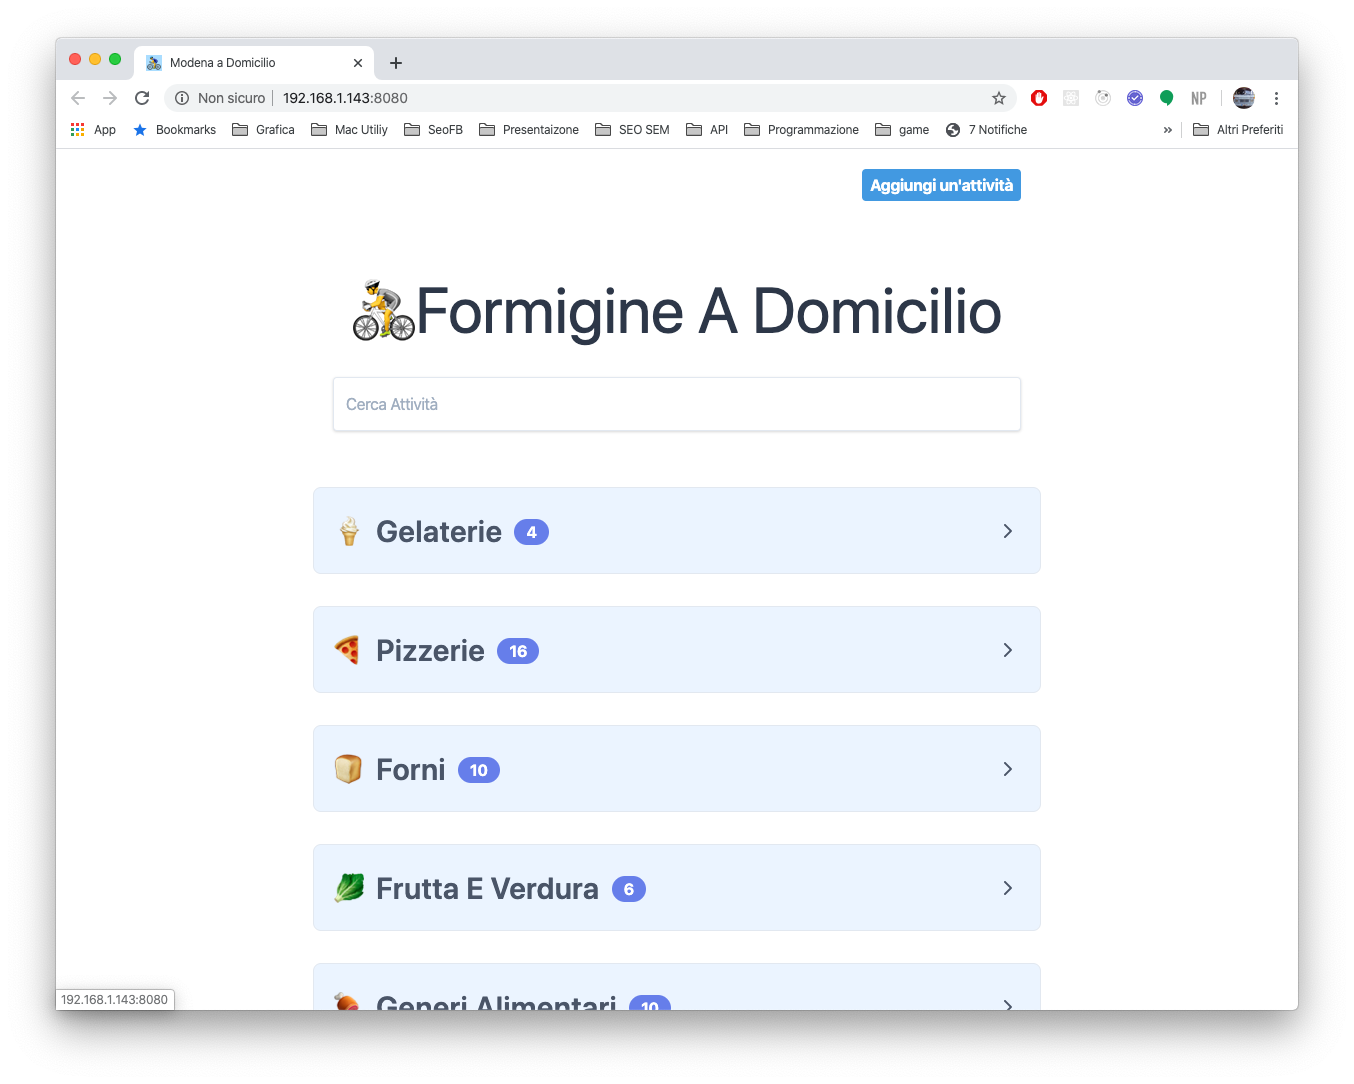 Modena a Domicilio
Non sicuro 192.168.1.143:8080
NP
App Bookmarks Grafica Mac Utiliy SeoFB Presentaizone SEO SEM API Programmazione game 7 Notifiche » Altri Preferiti
Aggiungi un'attività
Formigine A Domicilio
Cerca Attività
Gelaterie 4
Pizzerie 16
Forni 10
Frutta E Verdura 6
Generi Alimentari 10
192.168.1.143:8080